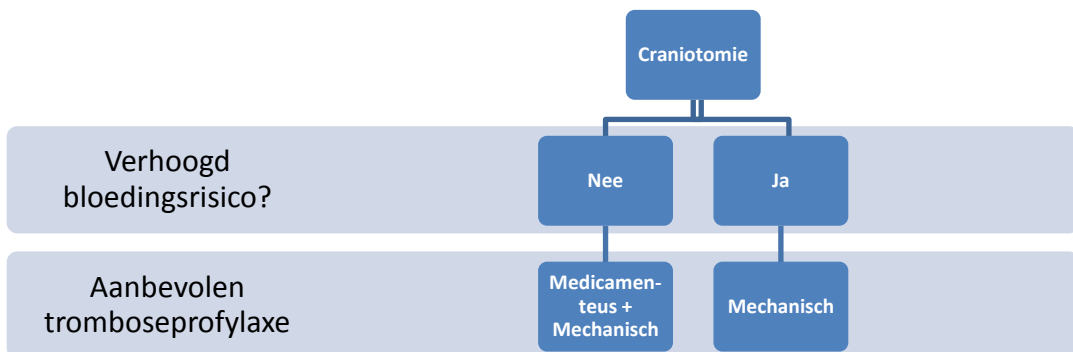 Craniotomie
Verhoogd
bloedingsrisico?
Nee
Ja
Aanbevolen
tromboseprofylaxe
Medicamen-
teus +
Mechanisch
Mechanisch